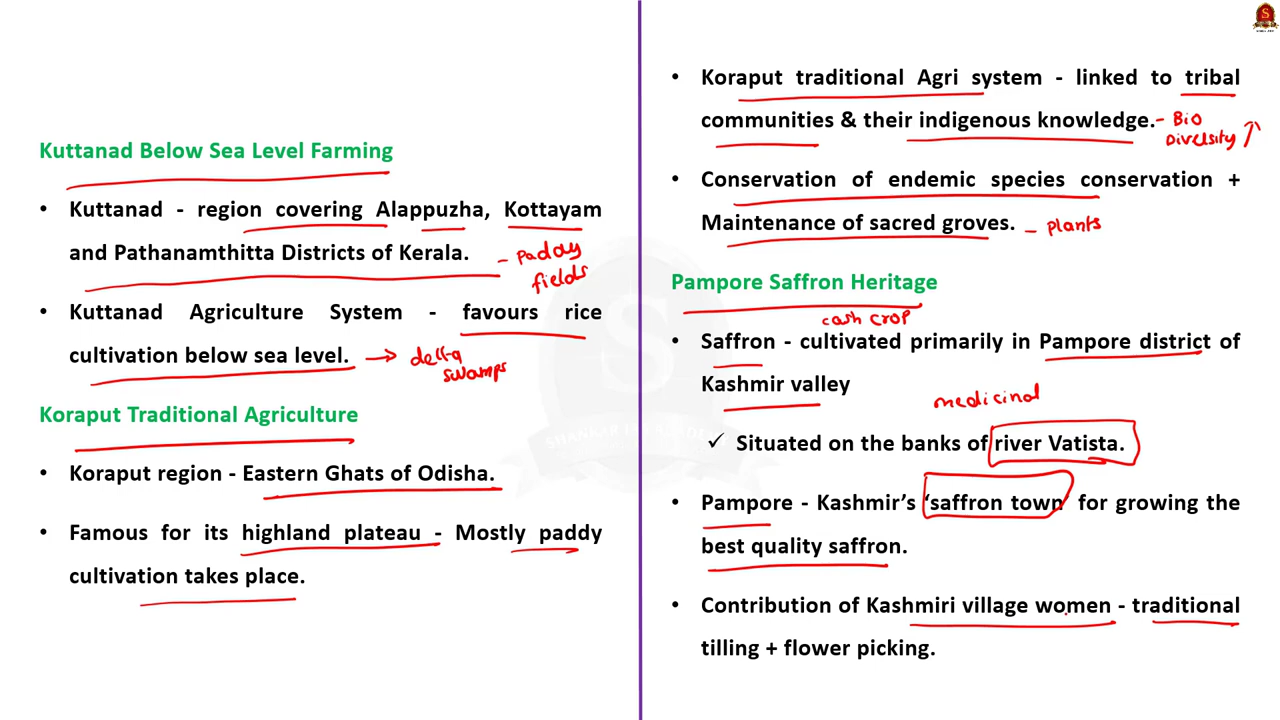 Kuttanad Below Sea Level Farming
• Kuttanad - region covering Alappuzha, Kottayam
and Pathanamthitta Districts of Kerala.
- Paddy
fields
• Kuttanad Agriculture System - favours rice
cultivation below sea level.
→ delta
swamps
Koraput Traditional Agriculture
• Koraput region - Eastern Ghats of Odisha.
• Famous for its highland plateau - Mostly paddy
cultivation takes place.
• Koraput traditional Agri system - linked to tribal
communities & their indigenous knowledge.
- Bio
Diversity ↑
• Conservation of endemic species conservation +
Maintenance of sacred groves.
- plants
Pampore Saffron Heritage
cash crop
• Saffron - cultivated primarily in Pampore district of
Kashmir valley
medicinal
✓ Situated on the banks of river Vatista.
• Pampore - Kashmir's 'saffron town' for growing the
best quality saffron.
• Contribution of Kashmiri village women - traditional
tilling + flower picking.